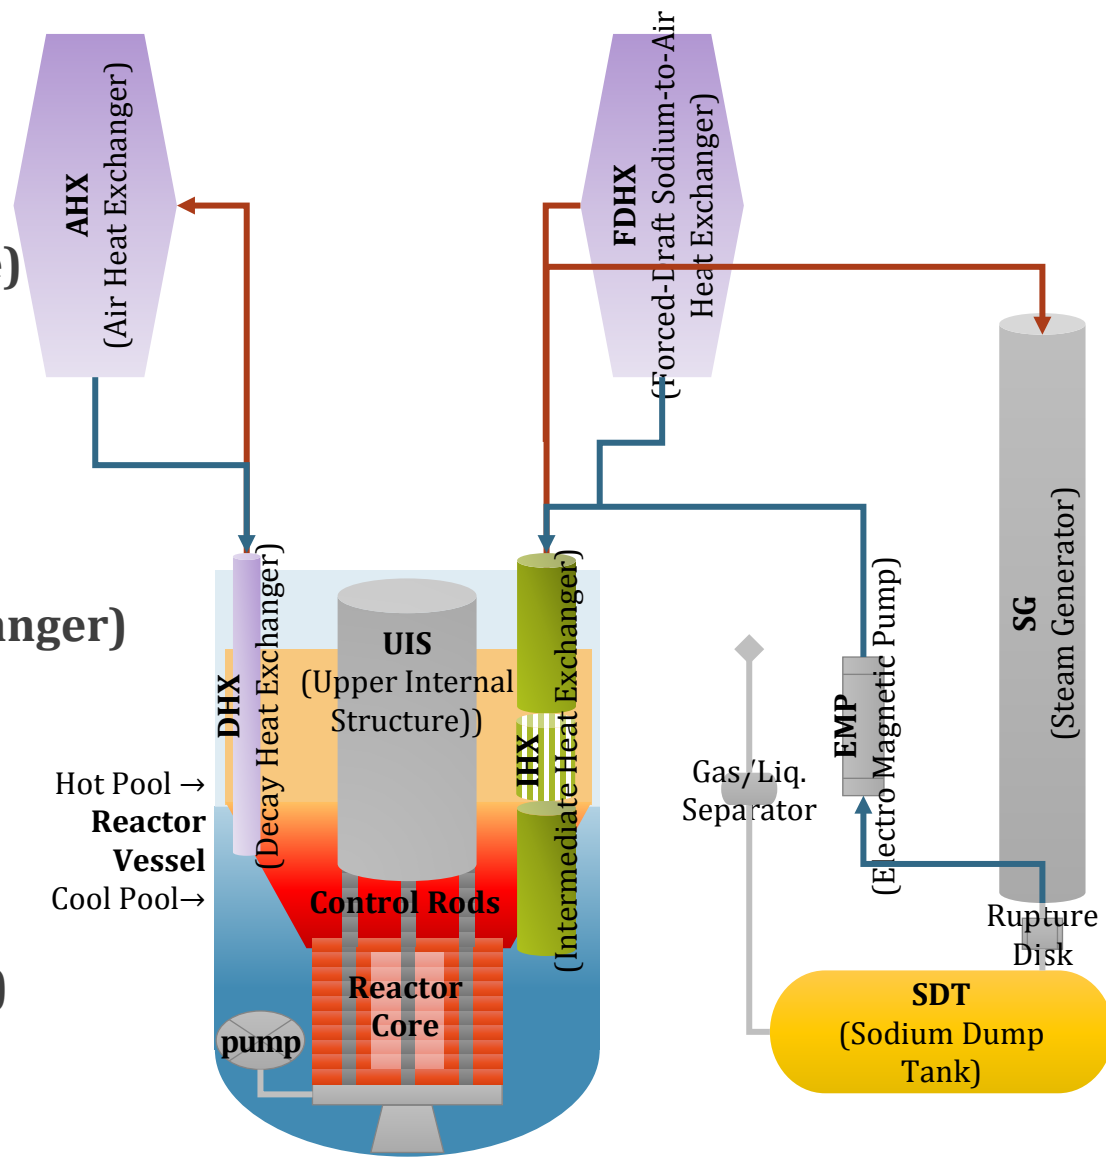 AHX
(Air Heat Exchanger)
FDHX
(Forced-Draft Sodium-to-Air
Heat Exchanger)
)
anger)
)
DHX
(Decay Heat Exchanger)
UIS
(Upper Internal
Structure))
IHX
(Intermediate Heat Exchanger)
EMP
(Electro Magnetic Pump)
SG
(Steam Generator)
Gas/Liq.
Separator
Hot Pool →
Reactor
Vessel
Cool Pool→
Control Rods
Reactor
Core
pump
Rupture
Disk
SDT
(Sodium Dump
Tank)